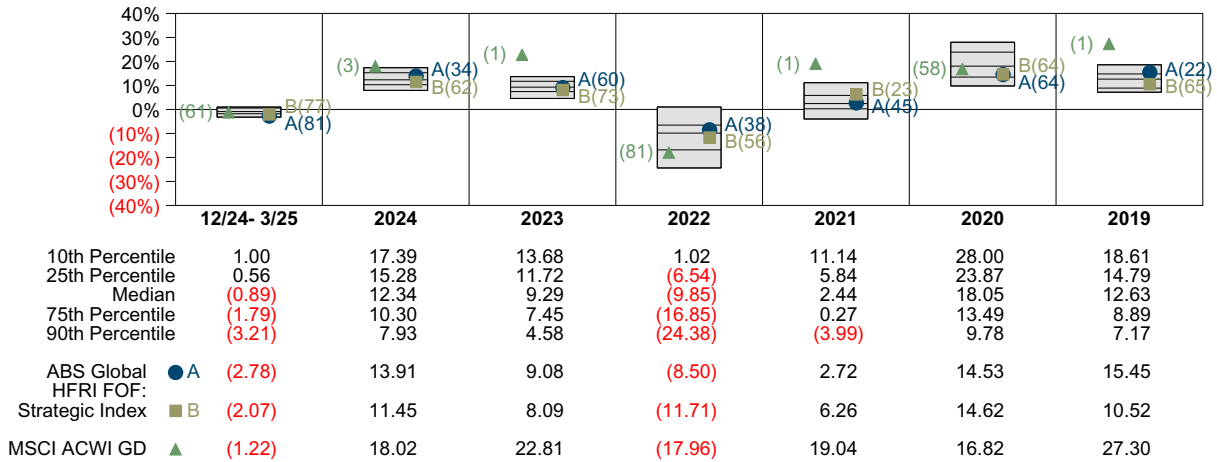 40%
30%
20%
10%
0%
(10%)
(20%)
(30%)
(40%)
(61) B(77)
A(81)
(3) A(34)
B(62)
(1) A(60)
B(73)
(81) A(38)
B(56)
(1) B(23)
A(45)
(58) B(64)
A(64)
(1) A(22)
B(65)
12/24- 3/25 2024 2023 2022 2021 2020 2019
10th Percentile 1.00 17.39 13.68 1.02 11.14 28.00 18.61
25th Percentile 0.56 15.28 11.72 (6.54) 5.84 23.87 14.79
Median (0.89) 12.34 9.29 (9.85) 2.44 18.05 12.63
75th Percentile (1.79) 10.30 7.45 (16.85) 0.27 13.49 8.89
90th Percentile (3.21) 7.93 4.58 (24.38) (3.99) 9.78 7.17
ABS Global A (2.78) 13.91 9.08 (8.50) 2.72 14.53 15.45
HFRI FOF:
Strategic Index B (2.07) 11.45 8.09 (11.71) 6.26 14.62 10.52
MSCI ACWI GD (1.22) 18.02 22.81 (17.96) 19.04 16.82 27.30